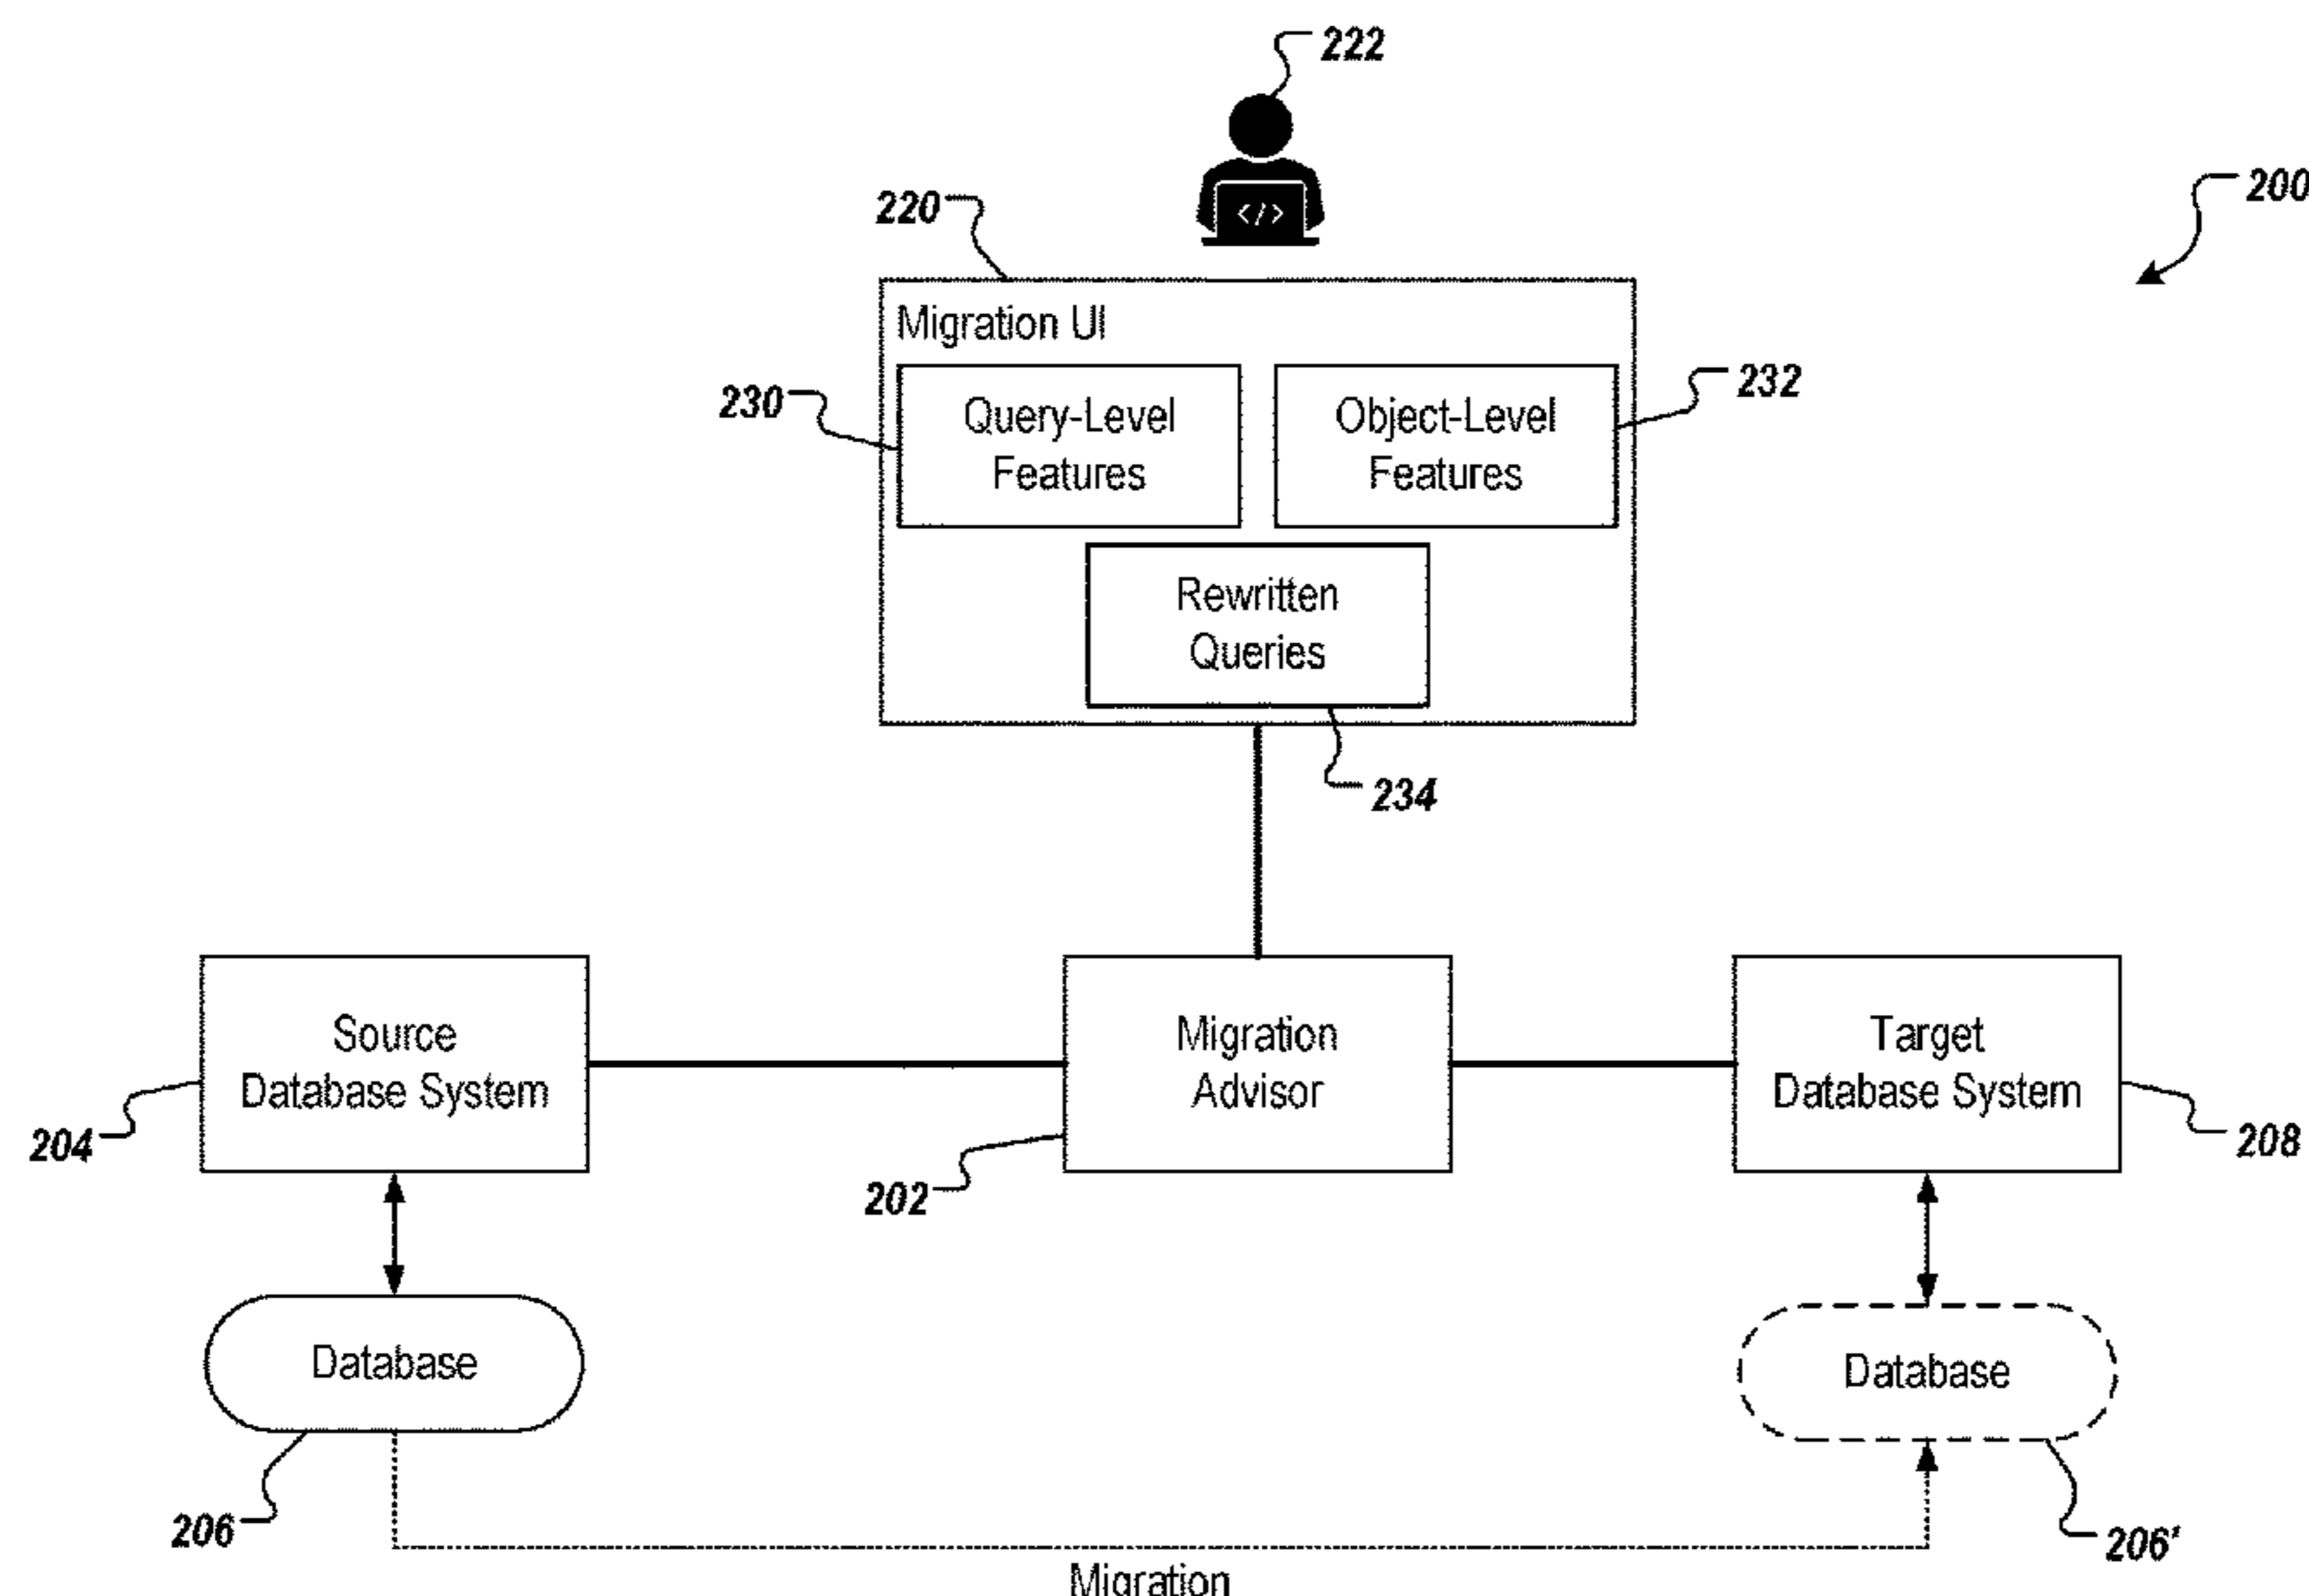 222
200
220
Migration UI
230
Query-Level
Features
Object-Level
Features
232
Rewritten
Queries
234
</>
Source
Database System
204
Migration
Advisor
202
Target
Database System
208
Database
206
Database
206'
Migration